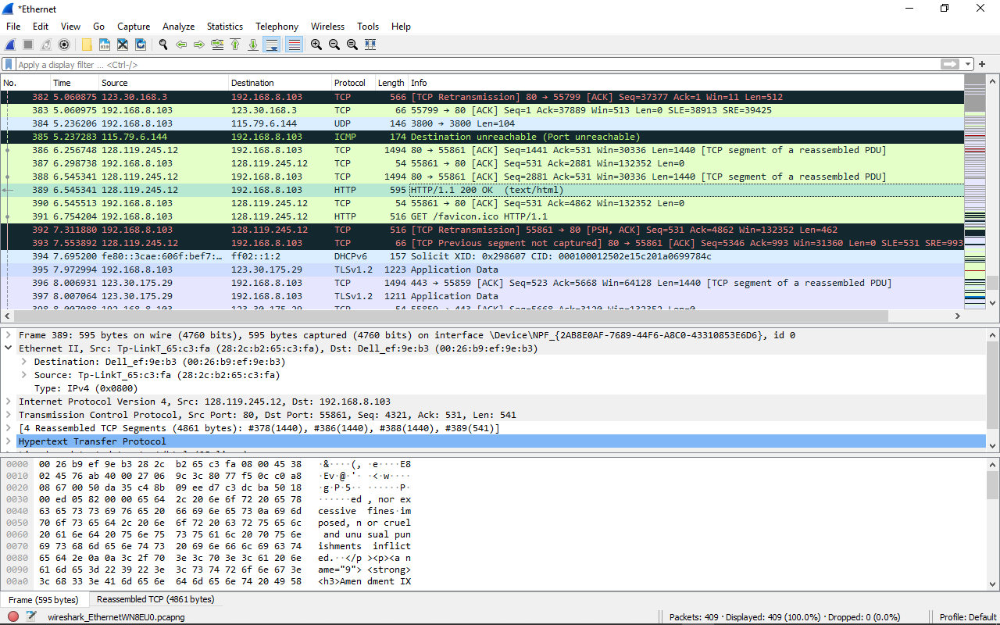 *Ethernet
File Edit View Go Capture Analyze Statistics Telephony Wireless Tools Help
Apply a display filter ... <Ctrl-/>
No. Time Source Destination Protocol Length Info
382 5.060875 123.30.168.3 192.168.8.103 TCP 566 [TCP Retransmission] 80 → 55799 [ACK] Seq=37377 Ack=1 Win=11 Len=512
383 5.060975 192.168.8.103 123.30.168.3 TCP 66 55799 → 80 [ACK] Seq=1 Ack=37889 Win=513 Len=0 SLE=38913 SRE=39425
384 5.236206 192.168.8.103 115.79.6.144 UDP 146 3800 → 3800 Len=104
385 5.237283 115.79.6.144 192.168.8.103 ICMP 174 Destination unreachable (Port unreachable)
386 6.256748 128.119.245.12 192.168.8.103 TCP 1494 80 → 55861 [ACK] Seq=1441 Ack=531 Win=30336 Len=1440 [TCP segment of a reassembled PDU]
387 6.298738 192.168.8.103 128.119.245.12 TCP 54 55861 → 80 [ACK] Seq=531 Ack=2881 Win=132352 Len=0
388 6.545341 128.119.245.12 192.168.8.103 TCP 1494 80 → 55861 [ACK] Seq=2881 Ack=531 Win=30336 Len=1440 [TCP segment of a reassembled PDU]
389 6.545341 128.119.245.12 192.168.8.103 HTTP 595 HTTP/1.1 200 OK (text/html)
390 6.545513 192.168.8.103 128.119.245.12 TCP 54 55861 → 80 [ACK] Seq=531 Ack=4862 Win=132352 Len=0
391 6.754204 192.168.8.103 128.119.245.12 HTTP 516 GET /favicon.ico HTTP/1.1
392 7.311880 192.168.8.103 128.119.245.12 TCP 516 [TCP Retransmission] 55861 → 80 [PSH, ACK] Seq=531 Ack=4862 Win=132352 Len=462
393 7.553892 128.119.245.12 192.168.8.103 TCP 66 [TCP Previous segment not captured] 80 → 55861 [ACK] Seq=5346 Ack=993 Win=31360 Len=0 SLE=531 SRE=993
394 7.695200 fe80::3cae:606f:bef7:… ff02::1:2 DHCPv6 157 Solicit XID: 0x298607 CID: 000100012502e15c201a0699784c
395 7.972994 192.168.8.103 123.30.175.29 TLSv1.2 1223 Application Data
396 8.006931 123.30.175.29 192.168.8.103 TCP 1494 443 → 55859 [ACK] Seq=523 Ack=5668 Win=64128 Len=1440 [TCP segment of a reassembled PDU]
397 8.007064 123.30.175.29 192.168.8.103 TLSv1.2 1211 Application Data
398 8.007088 192.168.8.103 123.30.175.29 TCP 54 55859 → 443 [ACK] Seq=5668 Ack=3120 Win=132352 Len=0
Frame 389: 595 bytes on wire (4760 bits), 595 bytes captured (4760 bits) on interface \Device\NPF_{2AB8E0AF-7689-44F6-A8C0-43310853E6D6}, id 0
Ethernet II, Src: Tp-LinkT_65:c3:fa (28:2c:b2:65:c3:fa), Dst: Dell_ef:9e:b3 (00:26:b9:ef:9e:b3)
Destination: Dell_ef:9e:b3 (00:26:b9:ef:9e:b3)
Source: Tp-LinkT_65:c3:fa (28:2c:b2:65:c3:fa)
Type: IPv4 (0x0800)
Internet Protocol Version 4, Src: 128.119.245.12, Dst: 192.168.8.103
Transmission Control Protocol, Src Port: 80, Dst Port: 55861, Seq: 4321, Ack: 531, Len: 541
[4 Reassembled TCP Segments (4861 bytes): #378(1440), #386(1440), #388(1440), #389(541)]
Hypertext Transfer Protocol
0000 00 26 b9 ef 9e b3 28 2c b2 65 c3 fa 08 00 45 38 ·&····(, ·e····E8
0010 02 45 76 ab 40 00 27 06 9c 3c 80 77 f5 0c c0 a8 ·Ev·@·'· ·<·w····
0020 08 67 00 50 da 35 c4 8b 09 ee d7 c3 dc ba 50 18 ·g·P·5·· ······P·
0030 00 ed 05 82 00 00 65 64 2c 20 6e 6f 72 20 65 78 ······ed , nor ex
0040 63 65 73 73 69 76 65 20 66 69 6e 65 73 0a 69 6d cessive fines·im
0050 70 6f 73 65 64 2c 20 6e 6f 72 20 63 72 75 65 6c posed, n or cruel
0060 20 61 6e 64 20 75 6e 75 73 75 61 6c 20 70 75 6e and unu sual pun
0070 69 73 68 6d 65 6e 74 73 20 69 6e 66 6c 69 63 74 ishments inflict
0080 65 64 2e 0a 0a 3c 2f 70 3e 3c 70 3e 3c 61 20 6e ed.··</p ><p><a n
0090 61 6d 65 3d 22 39 22 3e 3c 73 74 72 6f 6e 67 3e ame="9"> <strong>
00a0 3c 68 33 3e 41 6d 65 6e 64 6d 65 6e 74 20 49 58 <h3>Amen dment IX
Frame (595 bytes) Reassembled TCP (4861 bytes)
wireshark_EthernetWN8EU0.pcapng Packets: 409 · Displayed: 409 (100.0%) · Dropped: 0 (0.0%) Profile: Default